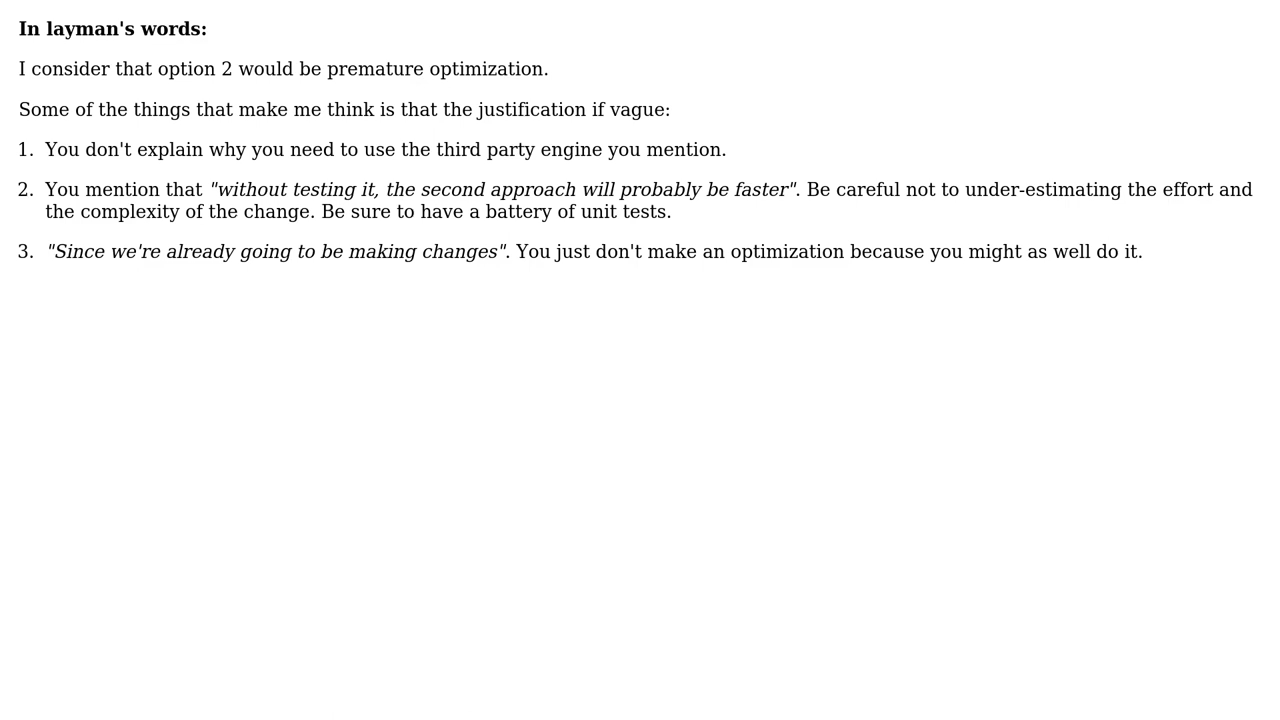 In layman's words:
I consider that option 2 would be premature optimization.
Some of the things that make me think is that the justification if vague:
1. You don't explain why you need to use the third party engine you mention.
2. You mention that "without testing it, the second approach will probably be faster". Be careful not to under-estimating the effort and
the complexity of the change. Be sure to have a battery of unit tests.
3. "Since we're already going to be making changes". You just don't make an optimization because you might as well do it.